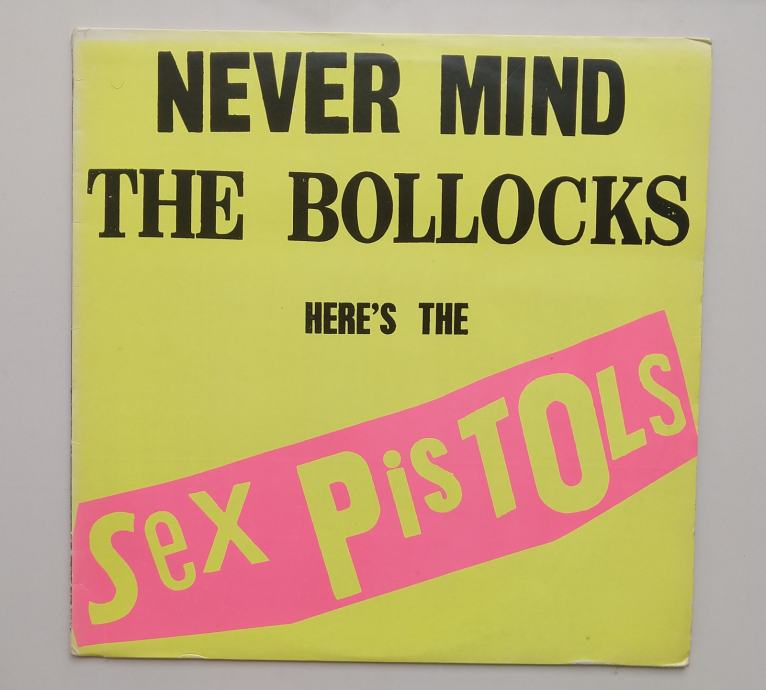 NEVER MIND
THE BOLLOCKS
HERE'S THE
Sex PisTOLS